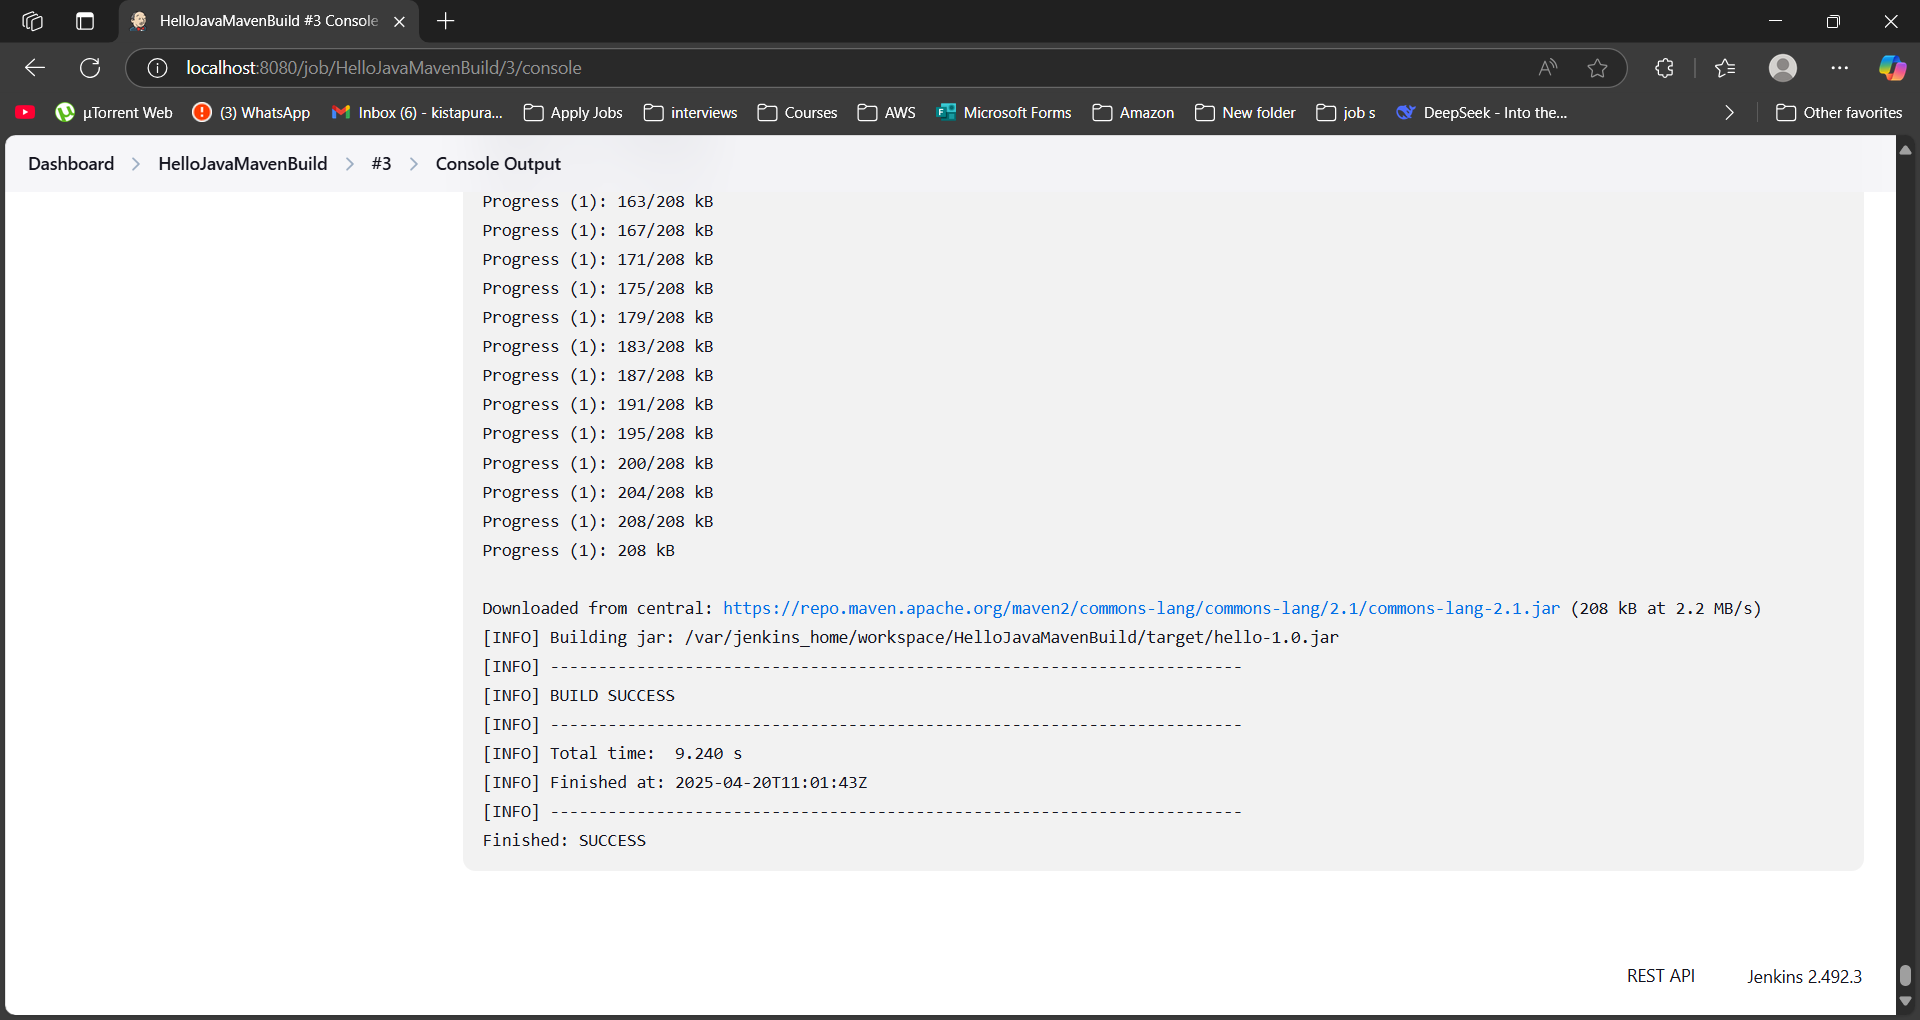 HelloJavaMavenBuild #3 Console
localhost:8080/job/HelloJavaMavenBuild/3/console
µTorrent Web (3) WhatsApp Inbox (6) - kistapura... Apply Jobs interviews Courses AWS Microsoft Forms Amazon New folder job s DeepSeek - Into the... Other favorites
Dashboard > HelloJavaMavenBuild > #3 > Console Output
Progress (1): 163/208 kB
Progress (1): 167/208 kB
Progress (1): 171/208 kB
Progress (1): 175/208 kB
Progress (1): 179/208 kB
Progress (1): 183/208 kB
Progress (1): 187/208 kB
Progress (1): 191/208 kB
Progress (1): 195/208 kB
Progress (1): 200/208 kB
Progress (1): 204/208 kB
Progress (1): 208/208 kB
Progress (1): 208 kB
Downloaded from central: https://repo.maven.apache.org/maven2/commons-lang/commons-lang/2.1/commons-lang-2.1.jar (208 kB at 2.2 MB/s)
[INFO] Building jar: /var/jenkins_home/workspace/HelloJavaMavenBuild/target/hello-1.0.jar
[INFO] ------------------------------------------------------------------------
[INFO] BUILD SUCCESS
[INFO] ------------------------------------------------------------------------
[INFO] Total time:  9.240 s
[INFO] Finished at: 2025-04-20T11:01:43Z
[INFO] ------------------------------------------------------------------------
Finished: SUCCESS
REST API Jenkins 2.492.3